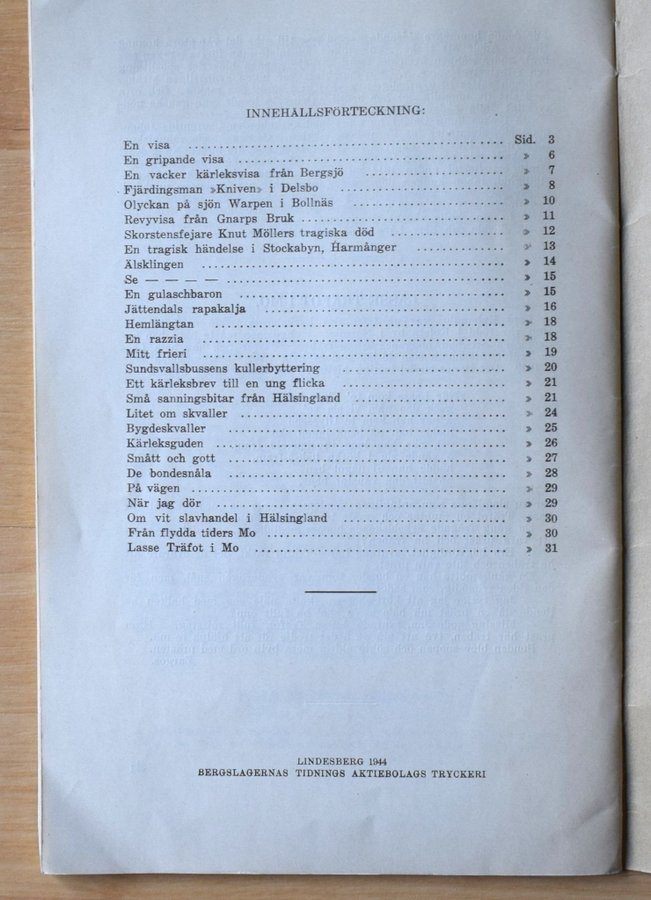 INNEHÅLLSFÖRTECKNING:
En visa ........ Sid. 3
En gripande visa ........ » 6
En vacker kärleksvisa från Bergsjö ........ » 7
Fjärdingsman »Kniven» i Delsbo ........ » 8
Olyckan på sjön Warpen i Bollnäs ........ » 10
Revyvisa från Gnarps Bruk ........ » 11
Skorstensfejare Knut Möllers tragiska död ........ » 12
En tragisk händelse i Stockabyn, Harmånger ........ » 13
Älsklingen ........ » 14
Se — — — — ........ » 15
En gulaschbaron ........ » 15
Jättendals rapakalja ........ » 16
Hemlängtan ........ » 18
En razzia ........ » 18
Mitt frieri ........ » 19
Sundsvallsbussens kullerbyttering ........ » 20
Ett kärleksbrev till en ung flicka ........ » 21
Små sanningsbitar från Hälsingland ........ » 21
Litet om skvaller ........ » 24
Bygdeskvaller ........ » 25
Kärleksguden ........ » 26
Smått och gott ........ » 27
De bondesnåla ........ » 28
På vägen ........ » 29
När jag dör ........ » 29
Om vit slavhandel i Hälsingland ........ » 30
Från flydda tiders Mo ........ » 30
Lasse Träfot i Mo ........ » 31
LINDESBERG 1944
BERGSLAGERNAS TIDNINGS AKTIEBOLAGS TRYCKERI